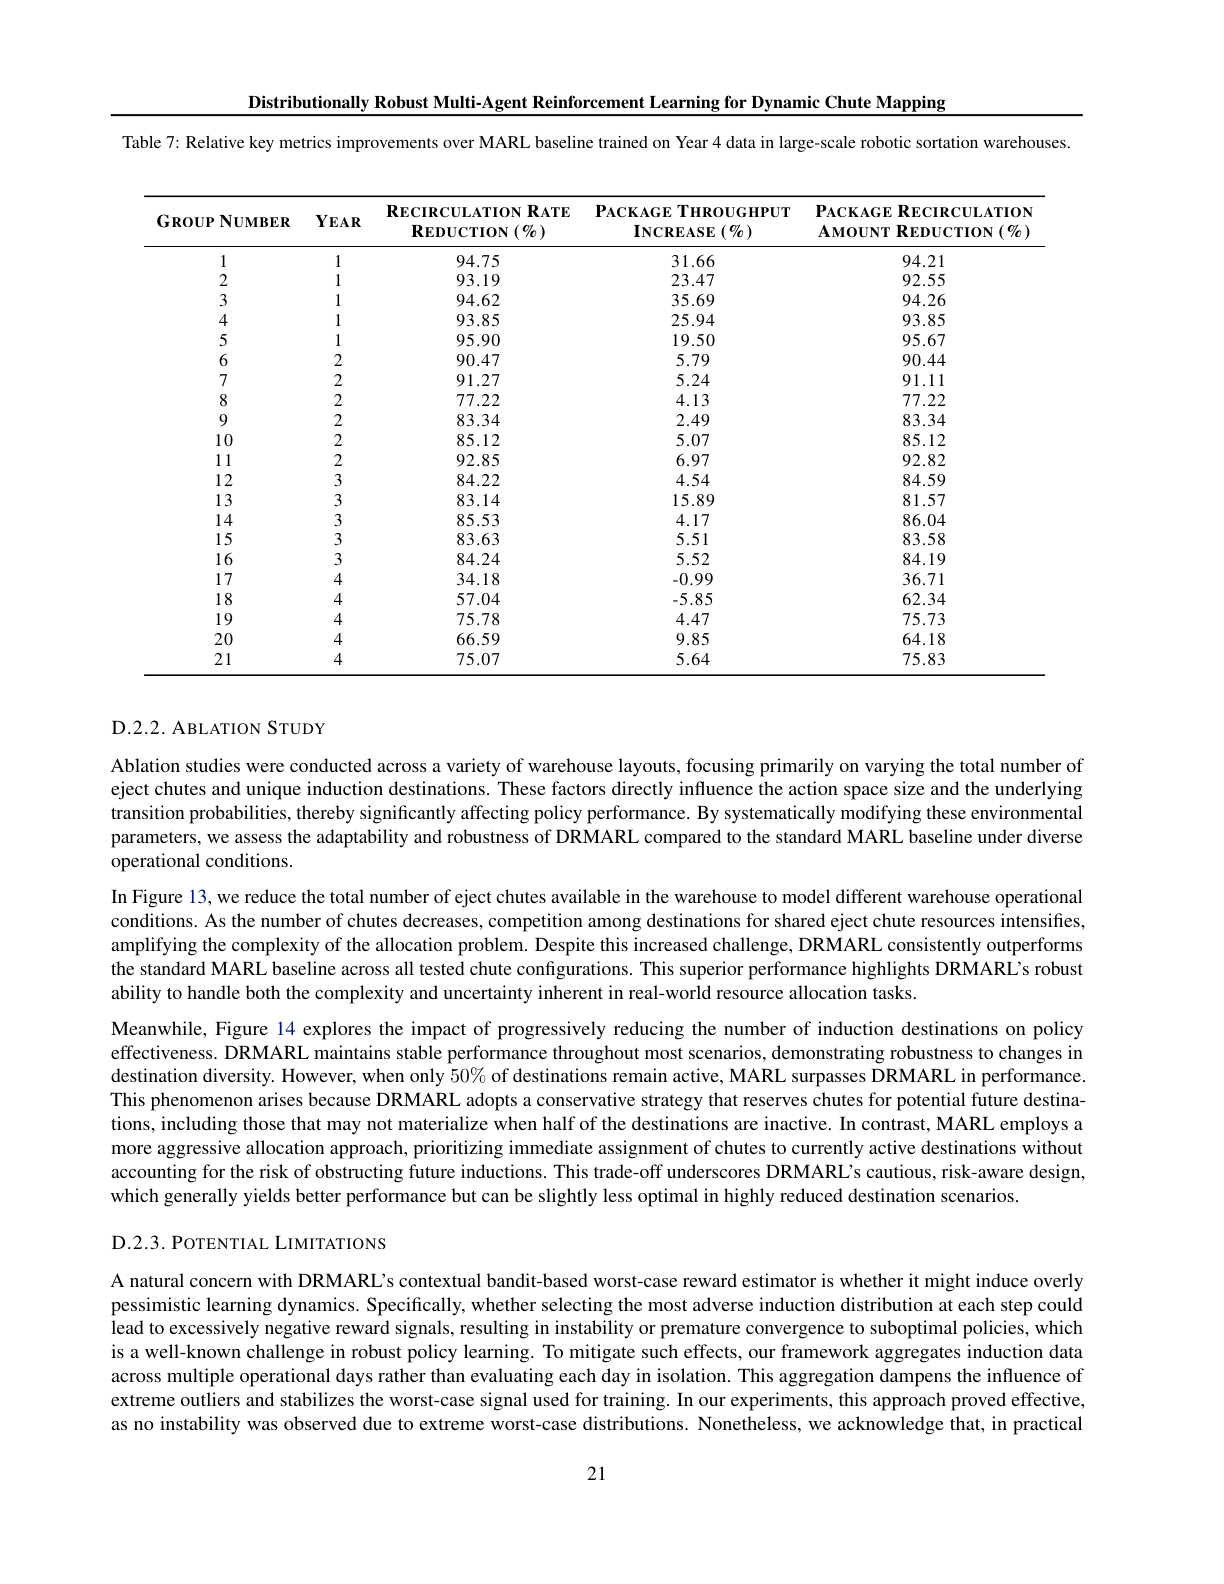 Distributionally Robust Multi-Agent Reinforcement Learning for Dynamic Chute Mapping
Table 7: Relative key metrics improvements over MARL baseline trained on Year 4 data in large-scale robotic sortation warehouses.
GROUP NUMBER YEAR RECIRCULATION RATE REDUCTION (%) PACKAGE THROUGHPUT INCREASE (%) PACKAGE RECIRCULATION AMOUNT REDUCTION (%)
1 1 94.75 31.66 94.21
2 1 93.19 23.47 92.55
3 1 94.62 35.69 94.26
4 1 93.85 25.94 93.85
5 1 95.90 19.50 95.67
6 2 90.47 5.79 90.44
7 2 91.27 5.24 91.11
8 2 77.22 4.13 77.22
9 2 83.34 2.49 83.34
10 2 85.12 5.07 85.12
11 2 92.85 6.97 92.82
12 3 84.22 4.54 84.59
13 3 83.14 15.89 81.57
14 3 85.53 4.17 86.04
15 3 83.63 5.51 83.58
16 3 84.24 5.52 84.19
17 4 34.18 -0.99 36.71
18 4 57.04 -5.85 62.34
19 4 75.78 4.47 75.73
20 4 66.59 9.85 64.18
21 4 75.07 5.64 75.83
D.2.2. ABLATION STUDY
Ablation studies were conducted across a variety of warehouse layouts, focusing primarily on varying the total number of
eject chutes and unique induction destinations. These factors directly influence the action space size and the underlying
transition probabilities, thereby significantly affecting policy performance. By systematically modifying these environmental
parameters, we assess the adaptability and robustness of DRMARL compared to the standard MARL baseline under diverse
operational conditions.
In Figure 13, we reduce the total number of eject chutes available in the warehouse to model different warehouse operational
conditions. As the number of chutes decreases, competition among destinations for shared eject chute resources intensifies,
amplifying the complexity of the allocation problem. Despite this increased challenge, DRMARL consistently outperforms
the standard MARL baseline across all tested chute configurations. This superior performance highlights DRMARL's robust
ability to handle both the complexity and uncertainty inherent in real-world resource allocation tasks.
Meanwhile, Figure 14 explores the impact of progressively reducing the number of induction destinations on policy
effectiveness. DRMARL maintains stable performance throughout most scenarios, demonstrating robustness to changes in
destination diversity. However, when only 50% of destinations remain active, MARL surpasses DRMARL in performance.
This phenomenon arises because DRMARL adopts a conservative strategy that reserves chutes for potential future destina-
tions, including those that may not materialize when half of the destinations are inactive. In contrast, MARL employs a
more aggressive allocation approach, prioritizing immediate assignment of chutes to currently active destinations without
accounting for the risk of obstructing future inductions. This trade-off underscores DRMARL's cautious, risk-aware design,
which generally yields better performance but can be slightly less optimal in highly reduced destination scenarios.
D.2.3. POTENTIAL LIMITATIONS
A natural concern with DRMARL's contextual bandit-based worst-case reward estimator is whether it might induce overly
pessimistic learning dynamics. Specifically, whether selecting the most adverse induction distribution at each step could
lead to excessively negative reward signals, resulting in instability or premature convergence to suboptimal policies, which
is a well-known challenge in robust policy learning. To mitigate such effects, our framework aggregates induction data
across multiple operational days rather than evaluating each day in isolation. This aggregation dampens the influence of
extreme outliers and stabilizes the worst-case signal used for training. In our experiments, this approach proved effective,
as no instability was observed due to extreme worst-case distributions. Nonetheless, we acknowledge that, in practical
21